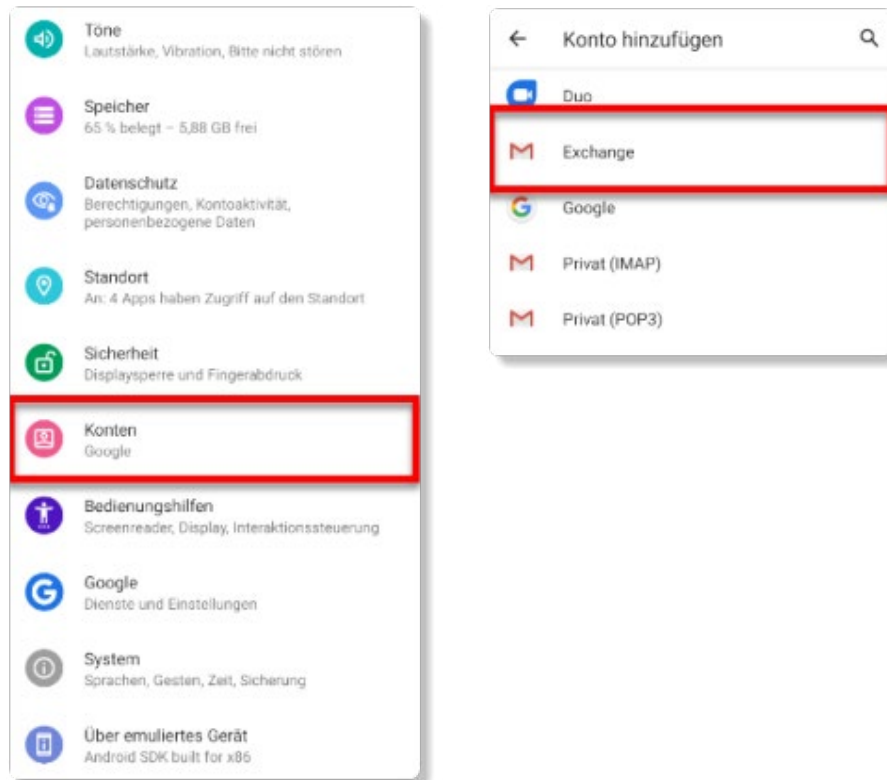 Töne
Lautstärke, Vibration, Bitte nicht stören
Speicher
65 % belegt – 5,88 GB frei
Datenschutz
Berechtigungen, Kontoaktivität,
personenbezogene Daten
Standort
An: 4 Apps haben Zugriff auf den Standort
Sicherheit
Displaysperre und Fingerabdruck
Konten
Google
Bedienungshilfen
Screenreader, Display, Interaktionssteuerung
Google
Dienste und Einstellungen
System
Sprachen, Gesten, Zeit, Sicherung
Über emuliertes Gerät
Android SDK built for x86
Konto hinzufügen
Duo
Exchange
Google
Privat (IMAP)
Privat (POP3)